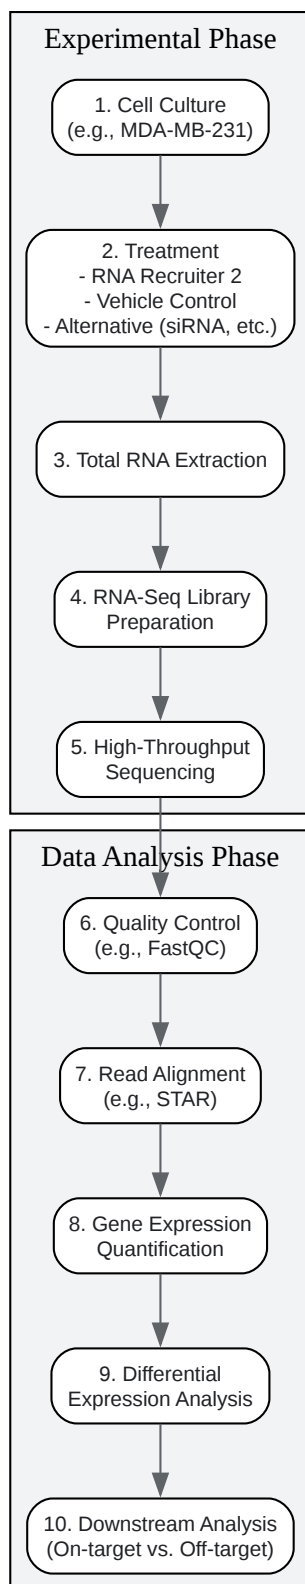 Experimental Phase
1. Cell Culture
(e.g., MDA-MB-231)
2. Treatment
- RNA Recruiter 2
- Vehicle Control
- Alternative (siRNA, etc.)
3. Total RNA Extraction
4. RNA-Seq Library
Preparation
5. High-Throughput
Sequencing
Data Analysis Phase
6. Quality Control
(e.g., FastQC)
7. Read Alignment
(e.g., STAR)
8. Gene Expression
Quantification
9. Differential
Expression Analysis
10. Downstream Analysis
(On-target vs. Off-target)